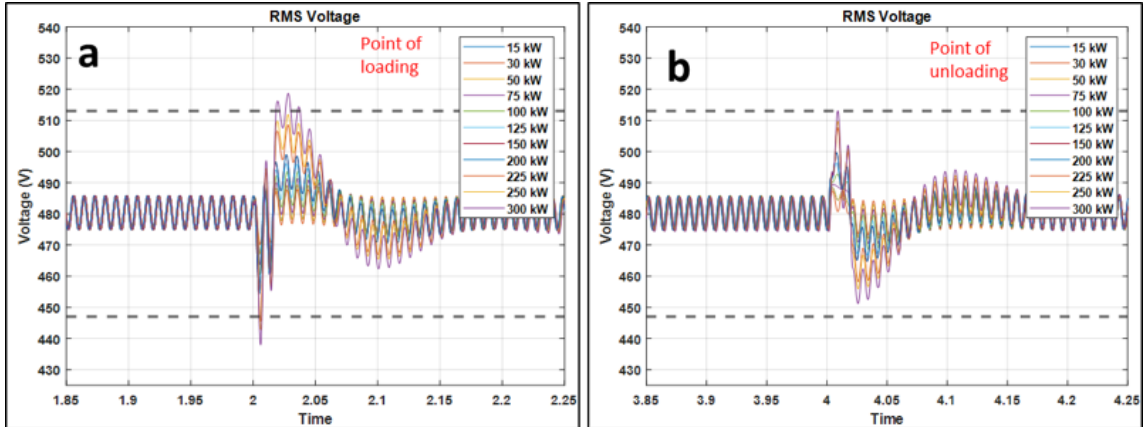 RMS Voltage
a
Point of
loading
15 kW
30 kW
50 kW
75 kW
100 kW
125 kW
150 kW
200 kW
225 kW
250 kW
300 kW
Voltage (V)
540
530
520
510
500
490
480
470
460
450
440
430
1.85
1.9
1.95
2
2.05
2.1
2.15
2.2
2.25
Time
RMS Voltage
b
Point of
unloading
15 kW
30 kW
50 kW
75 kW
100 kW
125 kW
150 kW
200 kW
225 kW
250 kW
300 kW
Voltage (V)
540
530
520
510
500
490
480
470
460
450
440
430
3.85
3.9
3.95
4
4.05
4.1
4.15
4.2
4.25
Time